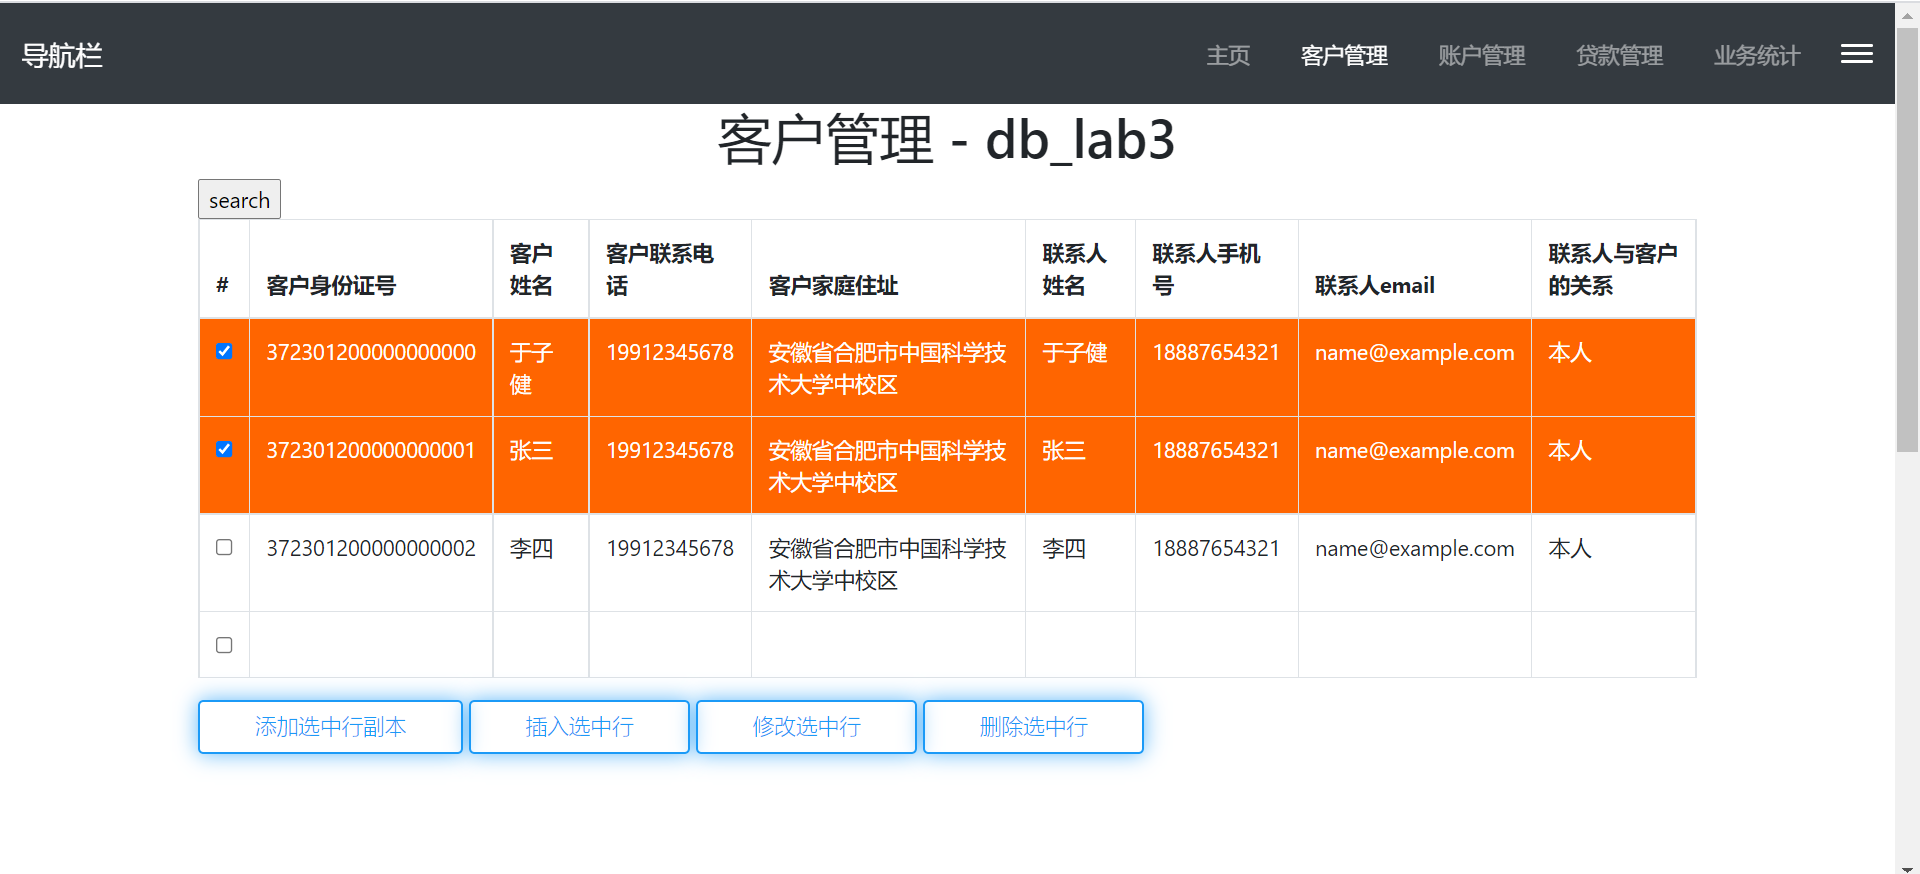 导航栏 主页 客户管理 账户管理 贷款管理 业务统计
客户管理 - db_lab3
search
# 客户身份证号 客户姓名 客户联系电话 客户家庭住址 联系人姓名 联系人手机号 联系人email 联系人与客户的关系
372301200000000000 于子健 19912345678 安徽省合肥市中国科学技术大学中校区 于子健 18887654321 name@example.com 本人
372301200000000001 张三 19912345678 安徽省合肥市中国科学技术大学中校区 张三 18887654321 name@example.com 本人
372301200000000002 李四 19912345678 安徽省合肥市中国科学技术大学中校区 李四 18887654321 name@example.com 本人
添加选中行副本 插入选中行 修改选中行 删除选中行